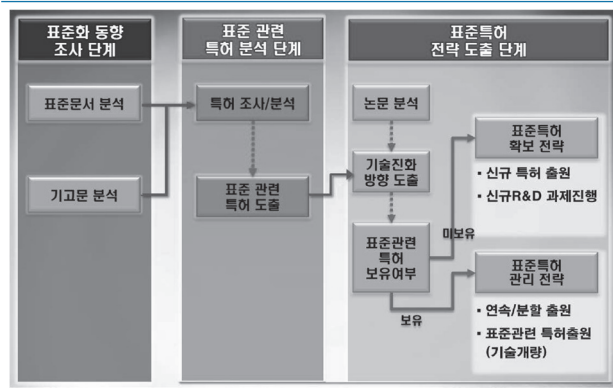 표준화 동향
조사 단계
표준 관련
특허 분석 단계
표준특허
전략 도출 단계
표준문서 분석
기고문 분석
특허 조사/분석
표준 관련
특허 도출
논문 분석
기술진화
방향 도출
표준관련
특허
보유여부
미보유
보유
표준특허
확보 전략
• 신규 특허 출원
• 신규R&D 과제진행
표준특허
관리 전략
• 연속/분할 출원
• 표준관련 특허출원
(기술개량)